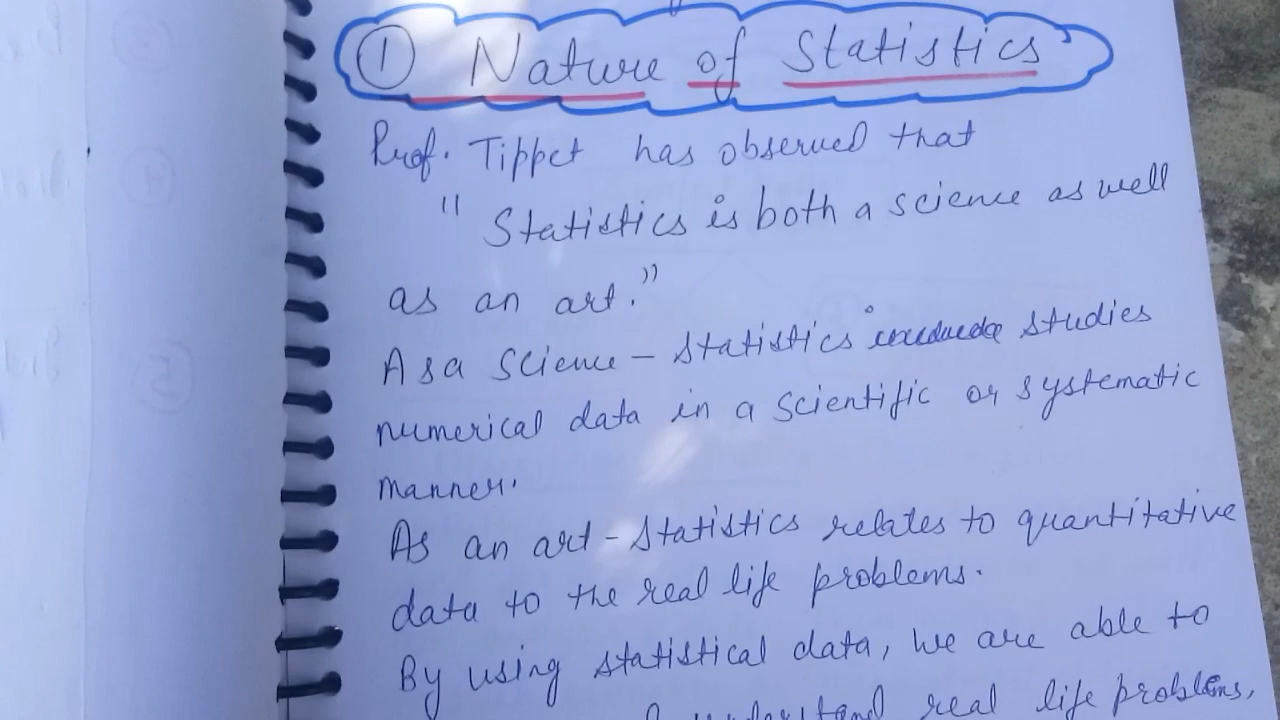 ① Nature of Statistics
Prof. Tippet has observed that
" Statistics is both a science as well
as an art."
As a Science – Statistics studies
numerical data in a scientific or systematic
manner.
As an art – Statistics relates to quantitative
data to the real life problems.
By using statistical data, we are able to
understand real life problems,